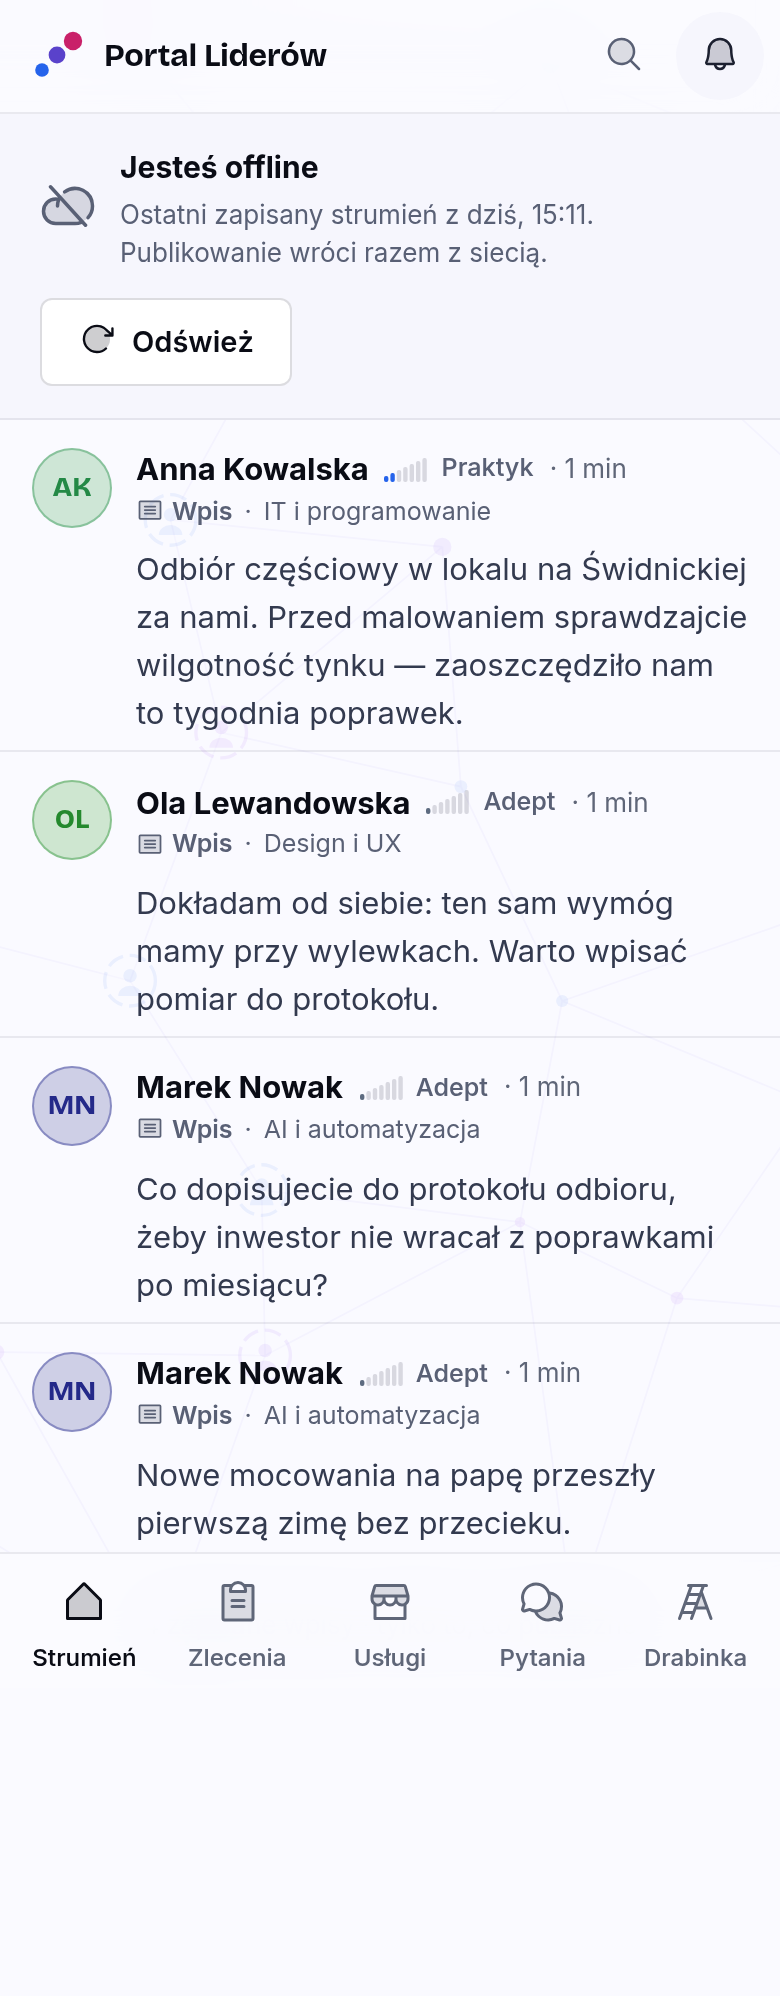 Portal Liderów
Jesteś offline
Ostatni zapisany strumień z dziś, 15:11.
Publikowanie wróci razem z siecią.
Odśwież
AK
Anna Kowalska Praktyk · 1 min
Wpis · IT i programowanie
Odbiór częściowy w lokalu na Świdnickiej
za nami. Przed malowaniem sprawdzajcie
wilgotność tynku — zaoszczędziło nam
to tygodnia poprawek.
OL
Ola Lewandowska Adept · 1 min
Wpis · Design i UX
Dokładam od siebie: ten sam wymóg
mamy przy wylewkach. Warto wpisać
pomiar do protokołu.
MN
Marek Nowak Adept · 1 min
Wpis · AI i automatyzacja
Co dopisujecie do protokołu odbioru,
żeby inwestor nie wracał z poprawkami
po miesiącu?
MN
Marek Nowak Adept · 1 min
Wpis · AI i automatyzacja
Nowe mocowania na papę przeszły
pierwszą zimę bez przecieku.
Strumień Zlecenia Usługi Pytania Drabinka